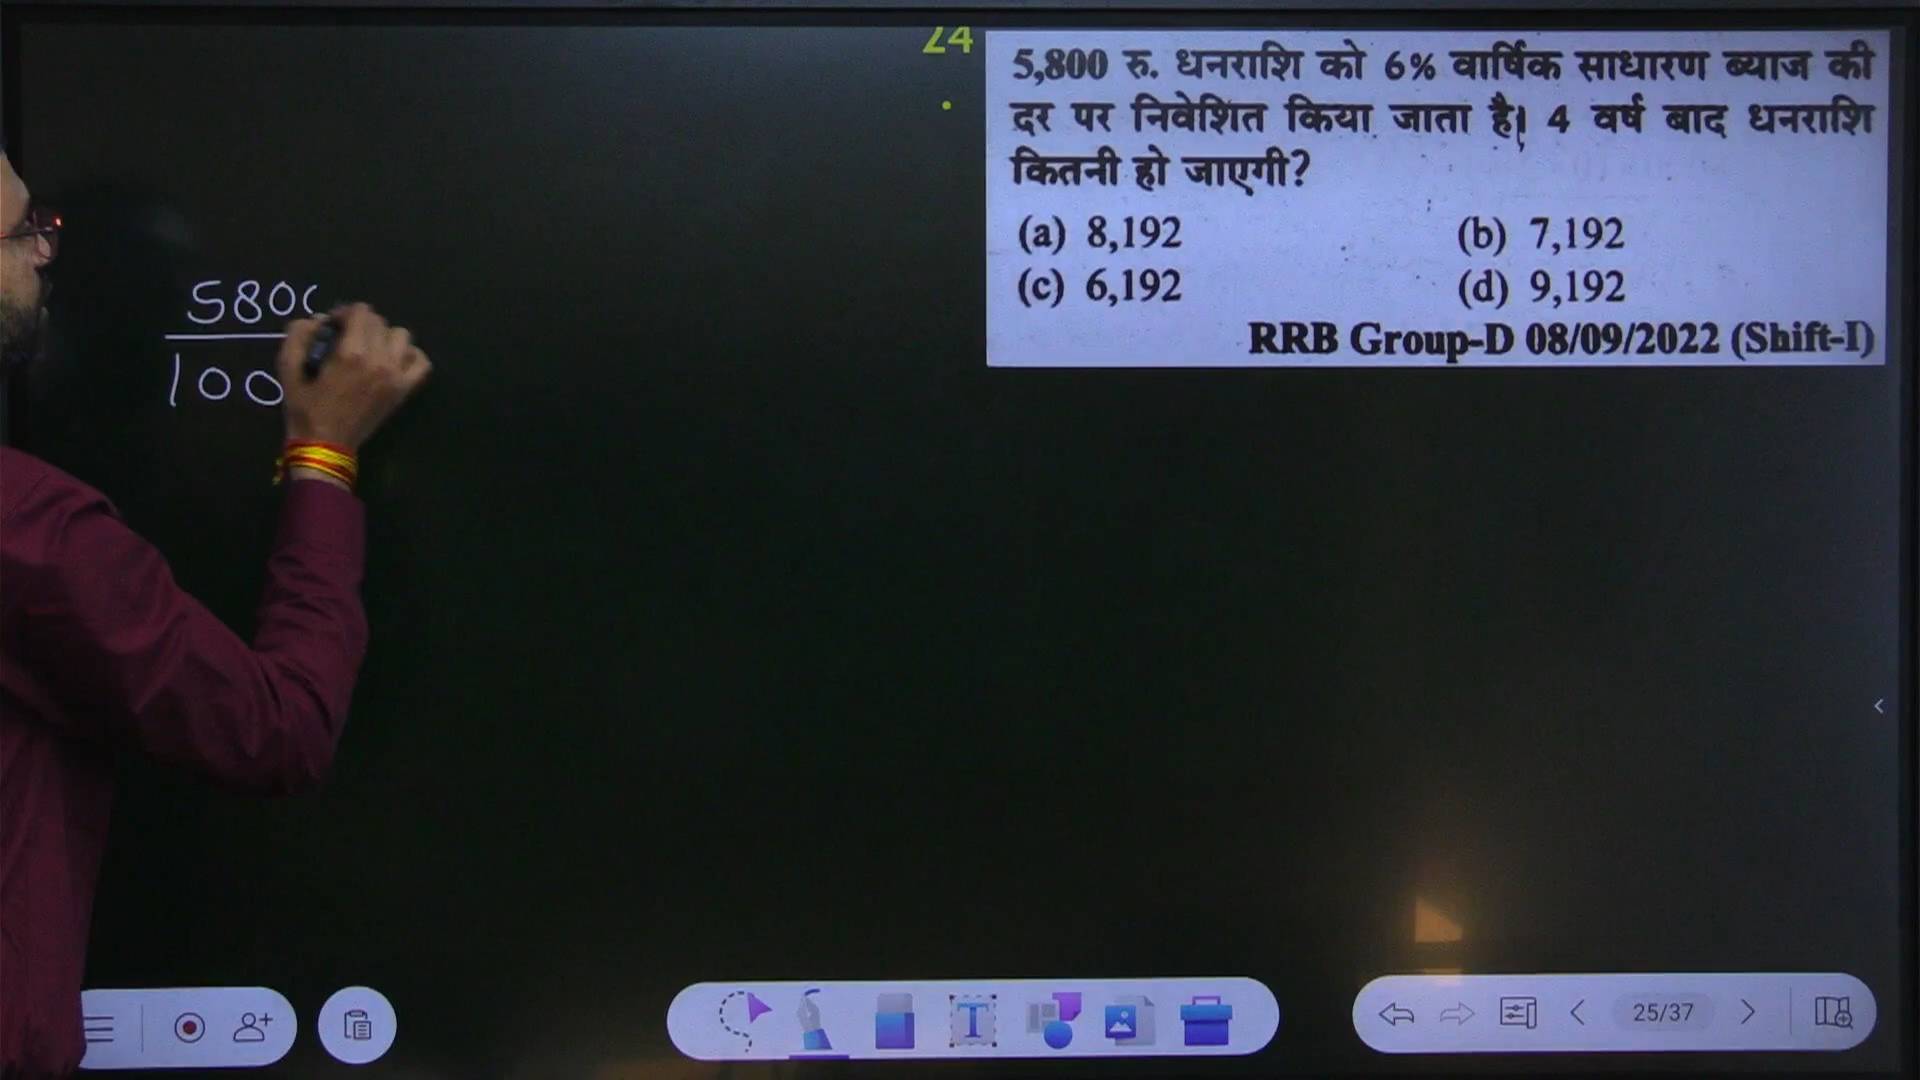 24
5,800 रु. धनराशि को 6% वार्षिक साधारण ब्याज की
दर पर निवेशित किया जाता है। 4 वर्ष बाद धनराशि
कितनी हो जाएगी?
(a) 8,192 (b) 7,192
(c) 6,192 (d) 9,192
RRB Group-D 08/09/2022 (Shift-I)
5800
100
T
25/37